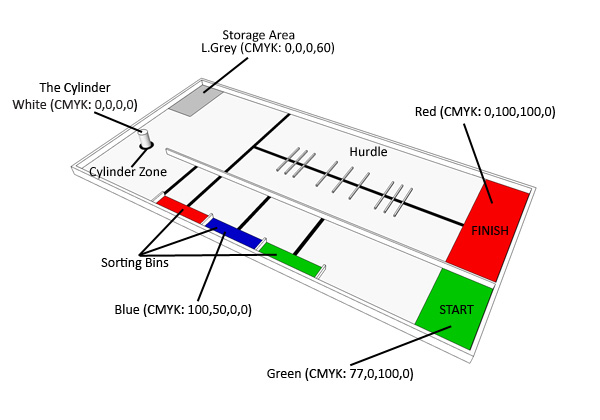 Storage Area
L.Grey (CMYK: 0,0,0,60)
The Cylinder
White (CMYK: 0,0,0,0)
Red (CMYK: 0,100,100,0)
Hurdle
Cylinder Zone
FINISH
Sorting Bins
START
Blue (CMYK: 100,50,0,0)
Green (CMYK: 77,0,100,0)